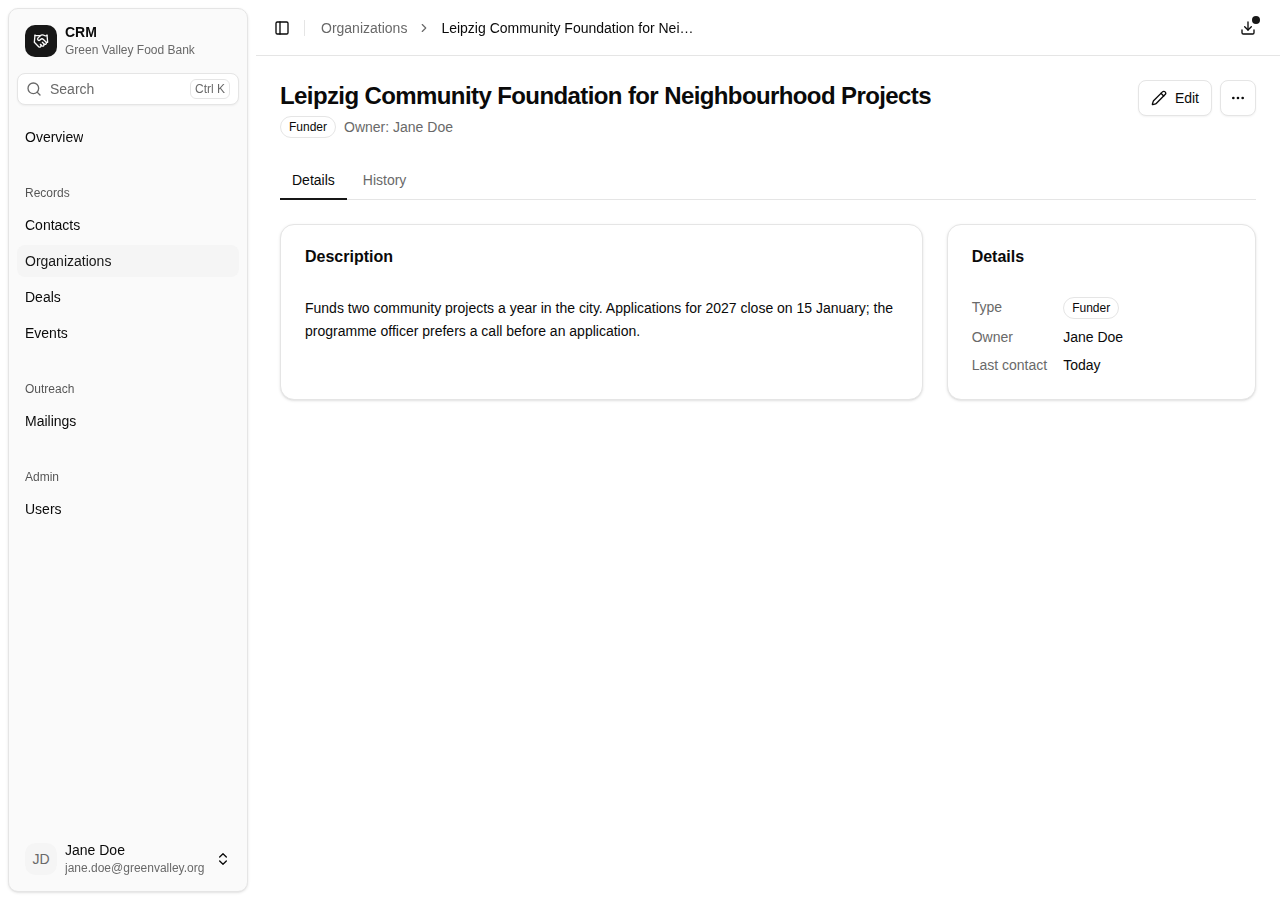 CRM
Green Valley Food Bank
Search
Ctrl K
Overview
Records
Contacts
Organizations
Deals
Events
Outreach
Mailings
Admin
Users
JD
Jane Doe
jane.doe@greenvalley.org
Organizations
Leipzig Community Foundation for Nei…
Leipzig Community Foundation for Neighbourhood Projects
Edit
Funder
Owner: Jane Doe
Details
History
Description
Funds two community projects a year in the city. Applications for 2027 close on 15 January; the
programme officer prefers a call before an application.
Details
Type
Funder
Owner
Jane Doe
Last contact
Today